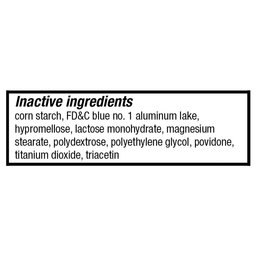 Inactive ingredients
corn starch, FD&C blue no. 1 aluminum lake,
hypromellose, lactose monohydrate, magnesium
stearate, polydextrose, polyethylene glycol, povidone,
titanium dioxide, triacetin